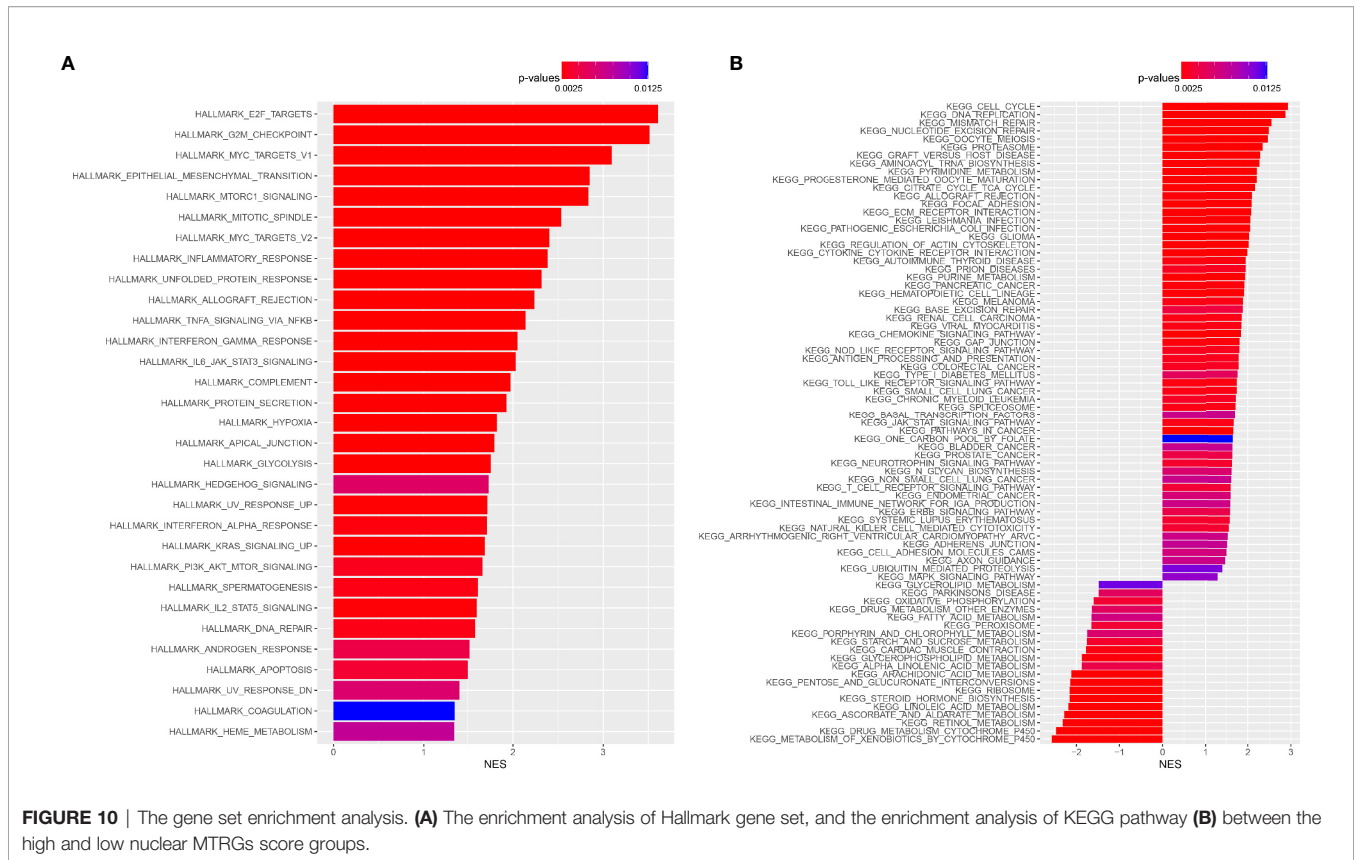 A
p-values
0.0025 0.0125
HALLMARK_E2F_TARGETS
HALLMARK_G2M_CHECKPOINT
HALLMARK_MYC_TARGETS_V1
HALLMARK_EPITHELIAL_MESENCHYMAL_TRANSITION
HALLMARK_MTORC1_SIGNALING
HALLMARK_MITOTIC_SPINDLE
HALLMARK_MYC_TARGETS_V2
HALLMARK_INFLAMMATORY_RESPONSE
HALLMARK_UNFOLDED_PROTEIN_RESPONSE
HALLMARK_ALLOGRAFT_REJECTION
HALLMARK_TNFA_SIGNALING_VIA_NFKB
HALLMARK_INTERFERON_GAMMA_RESPONSE
HALLMARK_IL6_JAK_STAT3_SIGNALING
HALLMARK_COMPLEMENT
HALLMARK_PROTEIN_SECRETION
HALLMARK_HYPOXIA
HALLMARK_APICAL_JUNCTION
HALLMARK_GLYCOLYSIS
HALLMARK_HEDGEHOG_SIGNALING
HALLMARK_UV_RESPONSE_UP
HALLMARK_INTERFERON_ALPHA_RESPONSE
HALLMARK_KRAS_SIGNALING_UP
HALLMARK_PI3K_AKT_MTOR_SIGNALING
HALLMARK_SPERMATOGENESIS
HALLMARK_IL2_STAT5_SIGNALING
HALLMARK_DNA_REPAIR
HALLMARK_ANDROGEN_RESPONSE
HALLMARK_APOPTOSIS
HALLMARK_UV_RESPONSE_DN
HALLMARK_COAGULATION
HALLMARK_HEME_METABOLISM
0 1 2 3
NES
B
p-values
0.0025 0.0125
KEGG_CELL_CYCLE
KEGG_DNA_REPLICATION
KEGG_MISMATCH_REPAIR
KEGG_NUCLEOTIDE_EXCISION_REPAIR
KEGG_OOCYTE_MEIOSIS
KEGG_PROTEASOME
KEGG_GRAFT_VERSUS_HOST_DISEASE
KEGG_AMINOACYL_TRNA_BIOSYNTHESIS
KEGG_PYRIMIDINE_METABOLISM
KEGG_PROGESTERONE_MEDIATED_OOCYTE_MATURATION
KEGG_CITRATE_CYCLE_TCA_CYCLE
KEGG_ALLOGRAFT_REJECTION
KEGG_FOCAL_ADHESION
KEGG_ECM_RECEPTOR_INTERACTION
KEGG_LEISHMANIA_INFECTION
KEGG_PATHOGENIC_ESCHERICHIA_COLI_INFECTION
KEGG_GLIOMA
KEGG_REGULATION_OF_ACTIN_CYTOSKELETON
KEGG_CYTOKINE_CYTOKINE_RECEPTOR_INTERACTION
KEGG_AUTOIMMUNE_THYROID_DISEASE
KEGG_PRION_DISEASES
KEGG_PURINE_METABOLISM
KEGG_PANCREATIC_CANCER
KEGG_HEMATOPOIETIC_CELL_LINEAGE
KEGG_MELANOMA
KEGG_BASE_EXCISION_REPAIR
KEGG_RENAL_CELL_CARCINOMA
KEGG_VIRAL_MYOCARDITIS
KEGG_CHEMOKINE_SIGNALING_PATHWAY
KEGG_GAP_JUNCTION
KEGG_NOD_LIKE_RECEPTOR_SIGNALING_PATHWAY
KEGG_ANTIGEN_PROCESSING_AND_PRESENTATION
KEGG_COLORECTAL_CANCER
KEGG_TYPE_I_DIABETES_MELLITUS
KEGG_TOLL_LIKE_RECEPTOR_SIGNALING_PATHWAY
KEGG_SMALL_CELL_LUNG_CANCER
KEGG_CHRONIC_MYELOID_LEUKEMIA
KEGG_SPLICEOSOME
KEGG_BASAL_TRANSCRIPTION_FACTORS
KEGG_JAK_STAT_SIGNALING_PATHWAY
KEGG_PATHWAYS_IN_CANCER
KEGG_ONE_CARBON_POOL_BY_FOLATE
KEGG_BLADDER_CANCER
KEGG_PROSTATE_CANCER
KEGG_NEUROTROPHIN_SIGNALING_PATHWAY
KEGG_N_GLYCAN_BIOSYNTHESIS
KEGG_NON_SMALL_CELL_LUNG_CANCER
KEGG_T_CELL_RECEPTOR_SIGNALING_PATHWAY
KEGG_ENDOMETRIAL_CANCER
KEGG_INTESTINAL_IMMUNE_NETWORK_FOR_IGA_PRODUCTION
KEGG_ERBB_SIGNALING_PATHWAY
KEGG_SYSTEMIC_LUPUS_ERYTHEMATOSUS
KEGG_NATURAL_KILLER_CELL_MEDIATED_CYTOTOXICITY
KEGG_ARRHYTHMOGENIC_RIGHT_VENTRICULAR_CARDIOMYOPATHY_ARVC
KEGG_ADHERENS_JUNCTION
KEGG_CELL_ADHESION_MOLECULES_CAMS
KEGG_AXON_GUIDANCE
KEGG_UBIQUITIN_MEDIATED_PROTEOLYSIS
KEGG_MAPK_SIGNALING_PATHWAY
KEGG_GLYCEROLIPID_METABOLISM
KEGG_PARKINSONS_DISEASE
KEGG_OXIDATIVE_PHOSPHORYLATION
KEGG_DRUG_METABOLISM_OTHER_ENZYMES
KEGG_FATTY_ACID_METABOLISM
KEGG_PEROXISOME
KEGG_PORPHYRIN_AND_CHLOROPHYLL_METABOLISM
KEGG_STARCH_AND_SUCROSE_METABOLISM
KEGG_CARDIAC_MUSCLE_CONTRACTION
KEGG_GLYCEROPHOSPHOLIPID_METABOLISM
KEGG_ALPHA_LINOLENIC_ACID_METABOLISM
KEGG_ARACHIDONIC_ACID_METABOLISM
KEGG_PENTOSE_AND_GLUCURONATE_INTERCONVERSIONS
KEGG_RIBOSOME
KEGG_STEROID_HORMONE_BIOSYNTHESIS
KEGG_LINOLEIC_ACID_METABOLISM
KEGG_ASCORBATE_AND_ALDARATE_METABOLISM
KEGG_RETINOL_METABOLISM
KEGG_DRUG_METABOLISM_CYTOCHROME_P450
KEGG_METABOLISM_OF_XENOBIOTICS_BY_CYTOCHROME_P450
−2 −1 0 1 2 3
NES
FIGURE 10 | The gene set enrichment analysis. (A) The enrichment analysis of Hallmark gene set, and the enrichment analysis of KEGG pathway (B) between the
high and low nuclear MTRGs score groups.